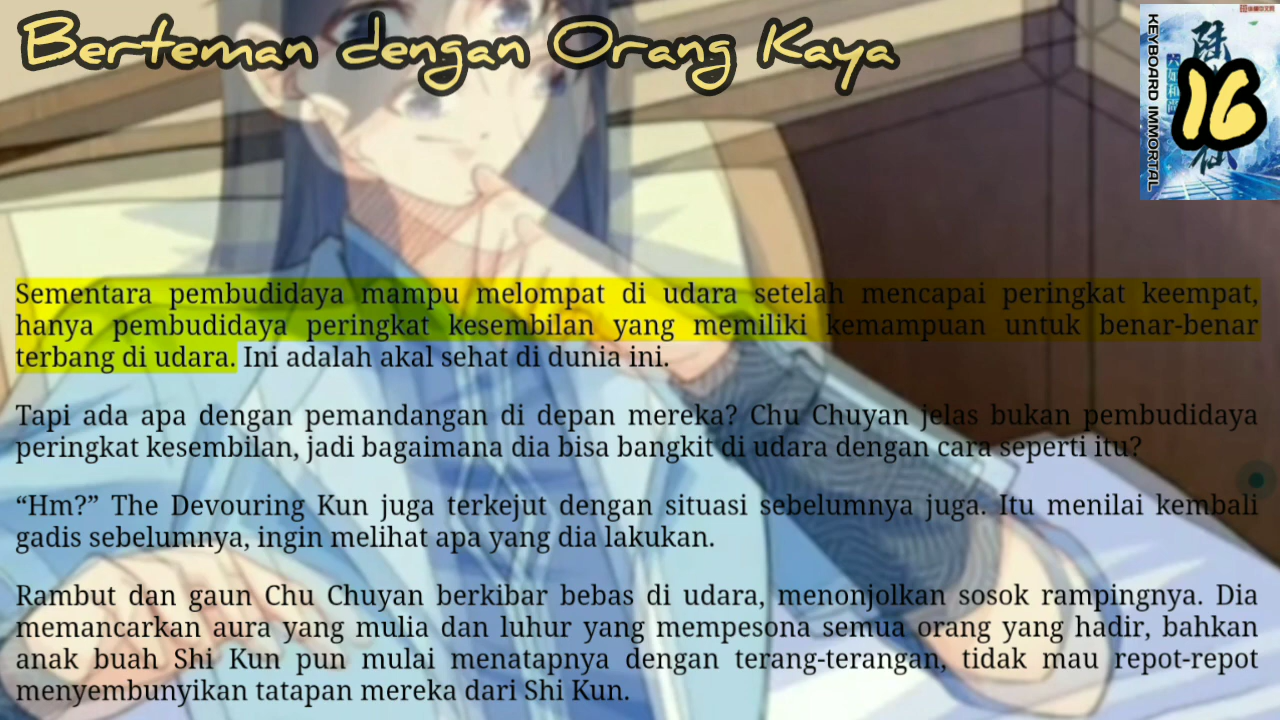 Berteman dengan Orang Kaya
KEYBOARD IMMORTAL
16
Sementara pembudidaya mampu melompat di udara setelah mencapai peringkat keempat,
hanya pembudidaya peringkat kesembilan yang memiliki kemampuan untuk benar-benar
terbang di udara. Ini adalah akal sehat di dunia ini.
Tapi ada apa dengan pemandangan di depan mereka? Chu Chuyan jelas bukan pembudidaya
peringkat kesembilan, jadi bagaimana dia bisa bangkit di udara dengan cara seperti itu?
“Hm?” The Devouring Kun juga terkejut dengan situasi sebelumnya juga. Itu menilai kembali
gadis sebelumnya, ingin melihat apa yang dia lakukan.
Rambut dan gaun Chu Chuyan berkibar bebas di udara, menonjolkan sosok rampingnya. Dia
memancarkan aura yang mulia dan luhur yang mempesona semua orang yang hadir, bahkan
anak buah Shi Kun pun mulai menatapnya dengan terang-terangan, tidak mau repot-repot
menyembunyikan tatapan mereka dari Shi Kun.